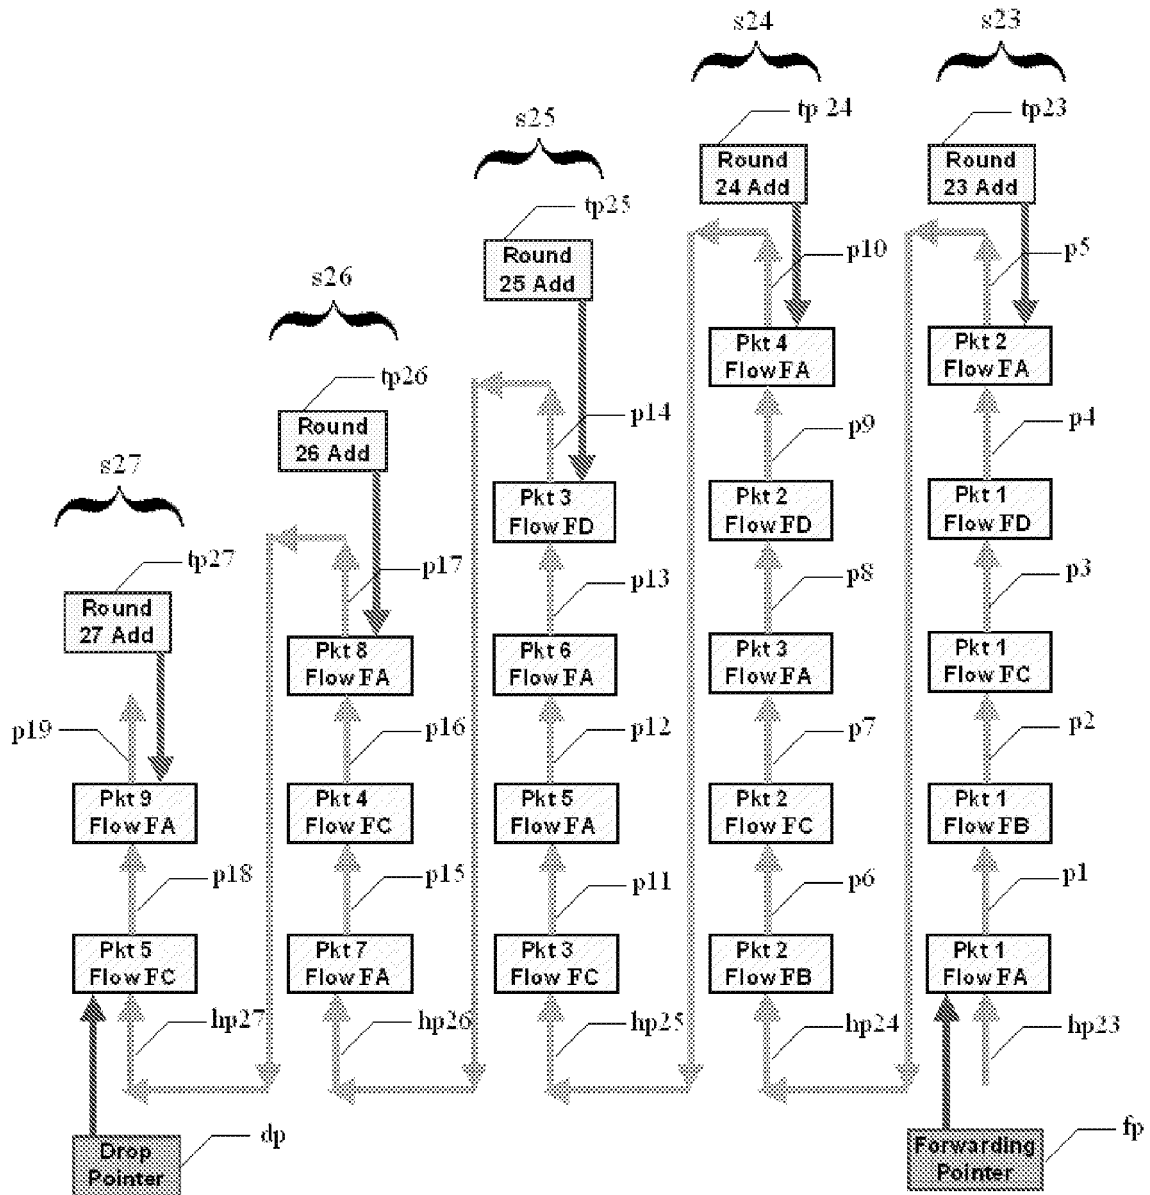 s24
s23
tp 24
tp23
s25
Round
24 Add
Round
23 Add
tp25
p10
p5
Round
25 Add
s26
Pkt 4
Flow FA
Pkt 2
Flow FA
tp26
p14
p9
p4
Round
26 Add
s27
Pkt 3
Flow FD
Pkt 2
Flow FD
Pkt 1
Flow FD
tp27
p17
p13
p8
p3
Round
27 Add
Pkt 8
Flow FA
Pkt 6
Flow FA
Pkt 3
Flow FA
Pkt 1
Flow FC
p19
p16
p12
p7
p2
Pkt 9
Flow FA
Pkt 4
Flow FC
Pkt 5
Flow FA
Pkt 2
Flow FC
Pkt 1
Flow FB
p18
p15
p11
p6
p1
Pkt 5
Flow FC
Pkt 7
Flow FA
Pkt 3
Flow FC
Pkt 2
Flow FB
Pkt 1
Flow FA
hp27
hp26
hp25
hp24
hp23
Drop
Pointer
dp
Forwarding
Pointer
fp